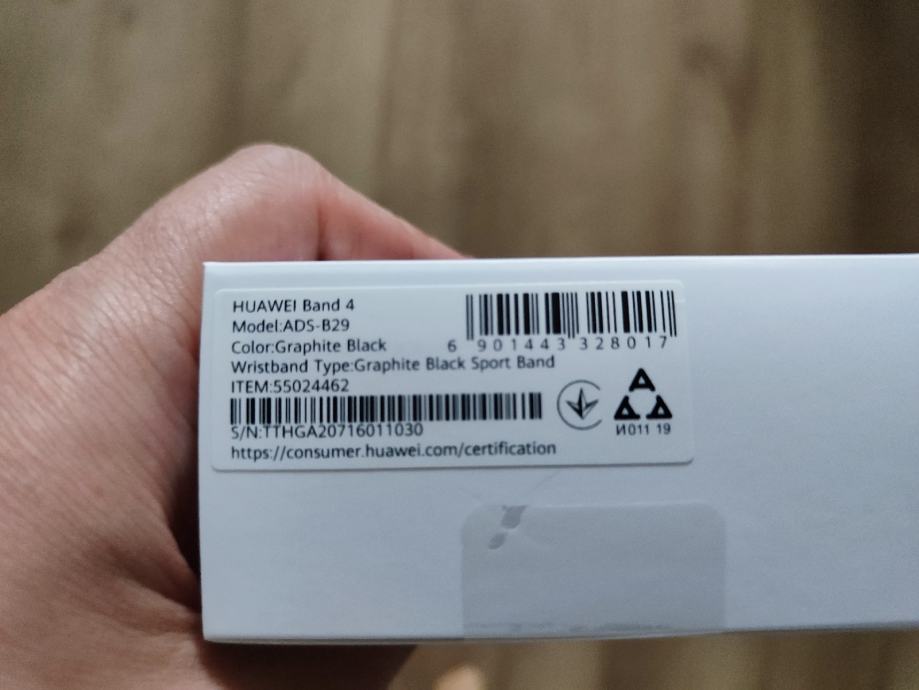 HUAWEI Band 4
Model:ADS-B29
Color:Graphite Black
6 901443 328017
Wristband Type:Graphite Black Sport Band
ITEM:55024462
S/N:TTHGA20716011030
И011 19
https://consumer.huawei.com/certification